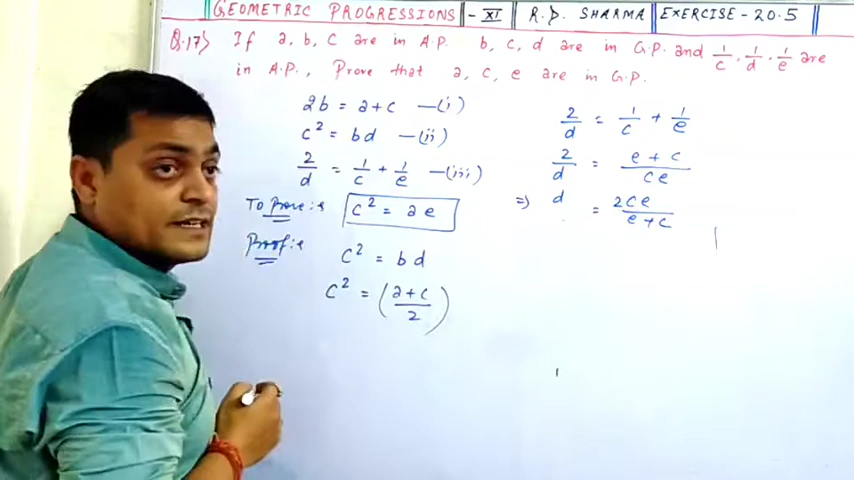 GEOMETRIC PROGRESSIONS - XI R.D. SHARMA EXERCISE - 20.5
Q.17> If a, b, c are in A.P. b, c, d are in G.P. and 1/c, 1/d, 1/e are
in A.P., Prove that a, c, e are in G.P.
2b = a+c —(i)
c² = bd —(ii)
2/d = 1/c + 1/e —(iii)
To Prove:
c² = ae
Proof:
c² = bd
c² = (a+c/2)
2/d = 1/c + 1/e
2/d = e+c/ce
=> d = 2ce/e+c